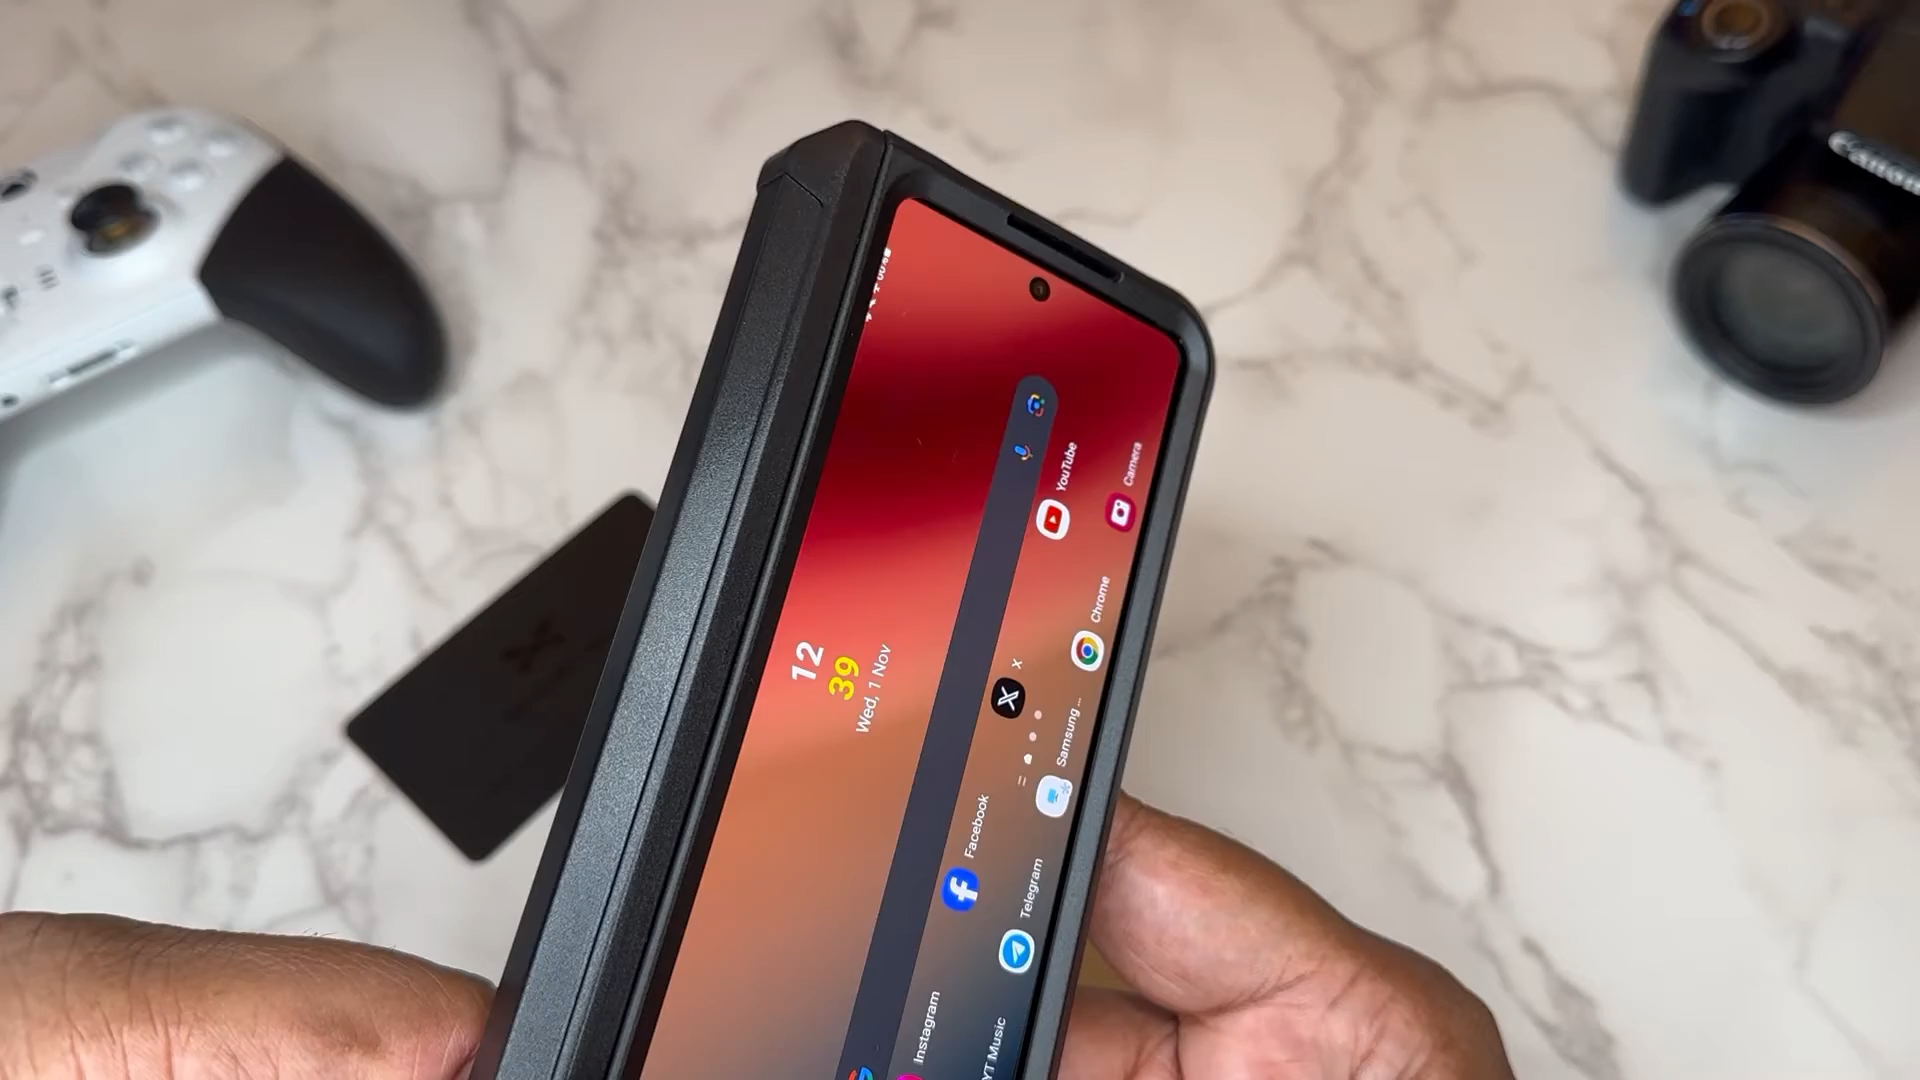 12
39
Wed, 1 Nov
Instagram
Facebook
X
YouTube
YT Music
Telegram
Samsung ...
Chrome
Camera
Canon